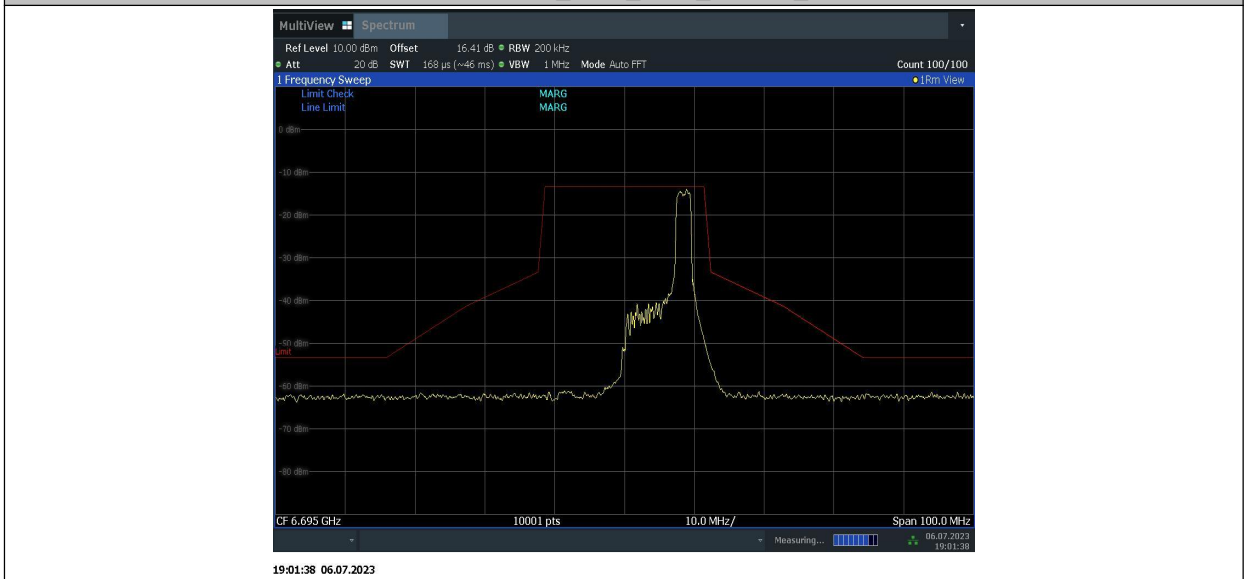 MultiView Spectrum
Ref Level 10.00 dBm Offset 16.41 dB RBW 200 kHz
Att 20 dB SWT 168 µs (~46 ms) VBW 1 MHz Mode Auto FFT Count 100/100
1 Frequency Sweep 1Rm View
Limit Check MARG
Line Limit MARG
0 dBm
-10 dBm
-20 dBm
-30 dBm
-40 dBm
-50 dBm
Limit
-60 dBm
-70 dBm
-80 dBm
CF 6.695 GHz 10001 pts 10.0 MHz/ Span 100.0 MHz
Measuring... 06.07.2023
19:01:38
19:01:38 06.07.2023